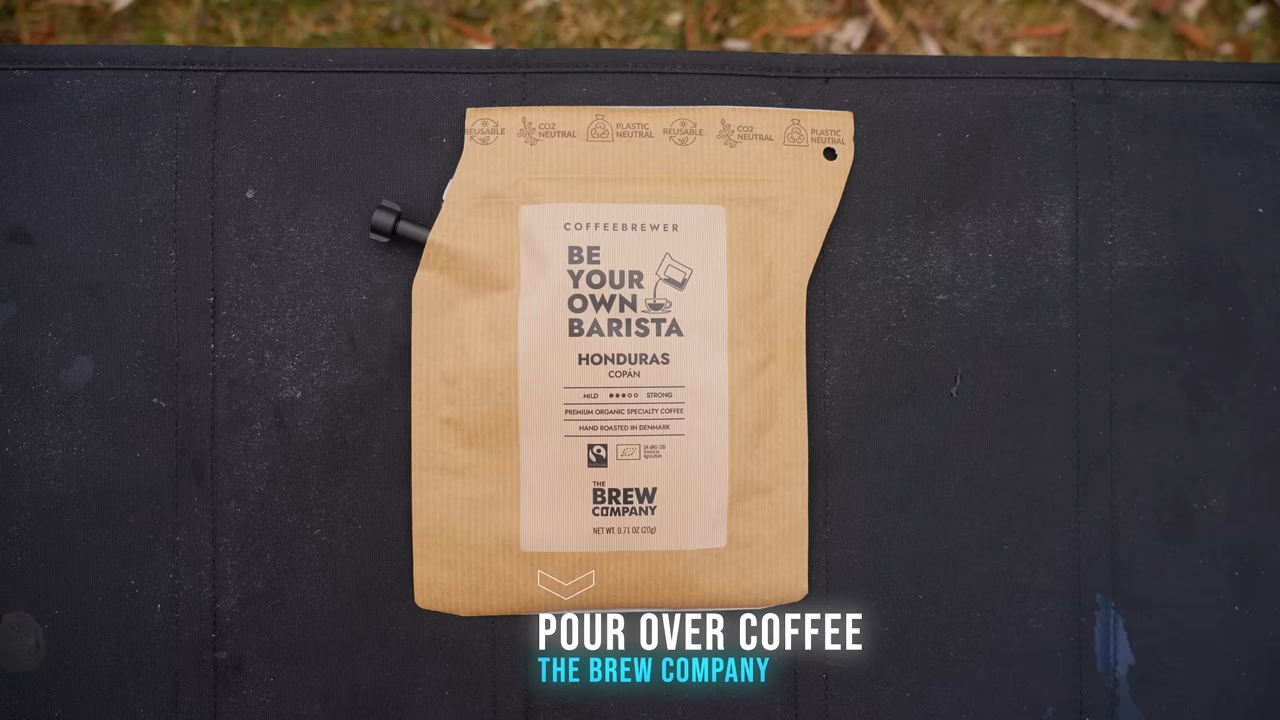 REUSABLE CO2 NEUTRAL PLASTIC NEUTRAL REUSABLE CO2 NEUTRAL PLASTIC NEUTRAL
COFFEEBREWER
BE
YOUR
OWN
BARISTA
HONDURAS
COPÁN
MILD STRONG
PREMIUM ORGANIC SPECIALTY COFFEE
HAND ROASTED IN DENMARK
THE
BREW
COMPANY
NET WT. 0.71 OZ (20g)
POUR OVER COFFEE
THE BREW COMPANY